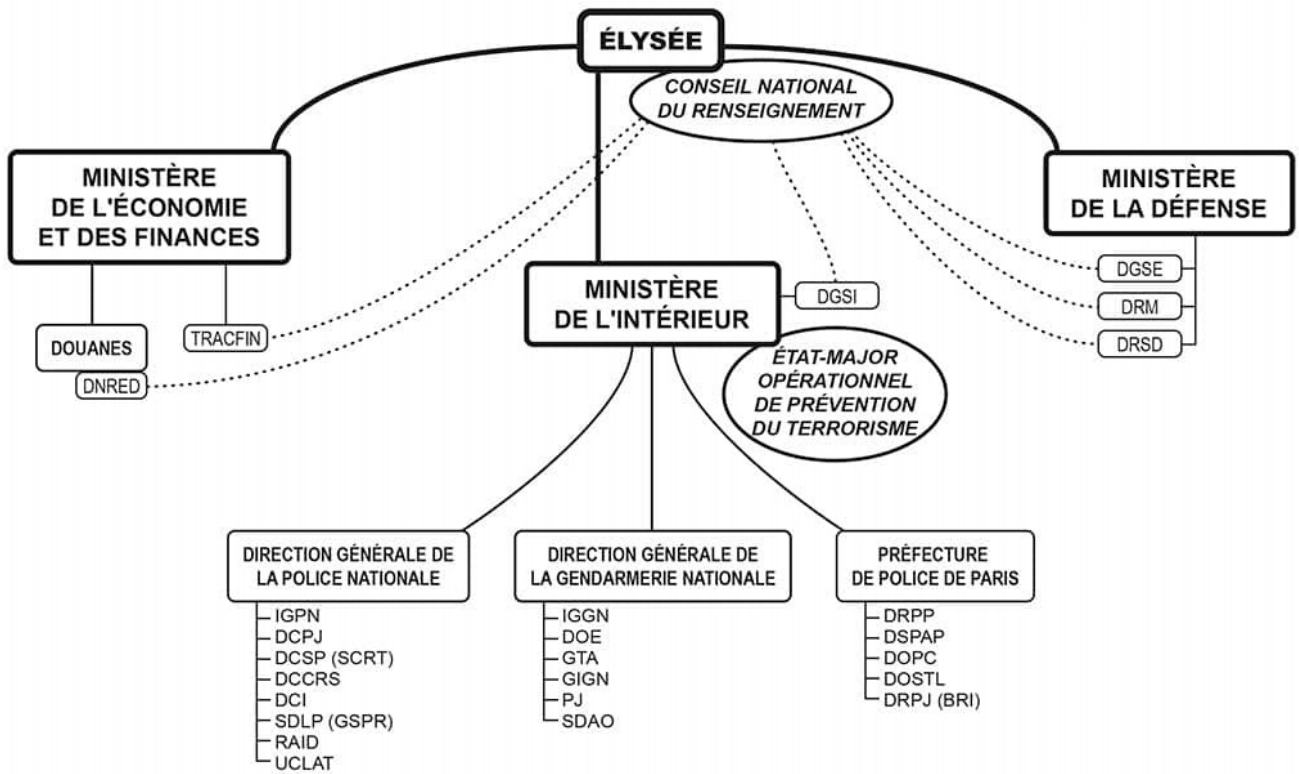 ÉLYSÉE
CONSEIL NATIONAL
DU RENSEIGNEMENT
MINISTÈRE
DE L'ÉCONOMIE
ET DES FINANCES
MINISTÈRE
DE LA DÉFENSE
DGSE
DRM
DRSD
MINISTÈRE
DE L'INTÉRIEUR
DGSI
DOUANES
TRACFIN
DNRED
ÉTAT-MAJOR
OPÉRATIONNEL
DE PRÉVENTION
DU TERRORISME
DIRECTION GÉNÉRALE DE
LA POLICE NATIONALE
IGPN
DCPJ
DCSP (SCRT)
DCCRS
DCI
SDLP (GSPR)
RAID
UCLAT
DIRECTION GÉNÉRALE DE
LA GENDARMERIE NATIONALE
IGGN
DOE
GTA
GIGN
PJ
SDAO
PRÉFECTURE
DE POLICE DE PARIS
DRPP
DSPAP
DOPC
DOSTL
DRPJ (BRI)